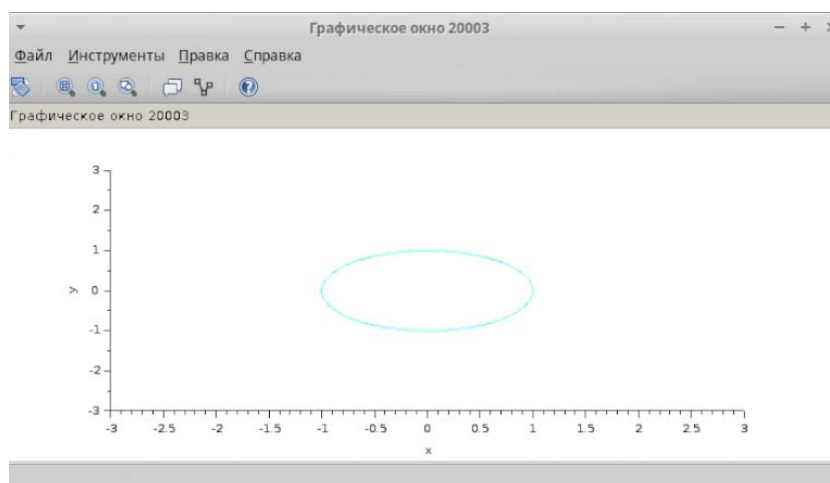 Графическое окно 20003
Файл Инструменты Правка Справка
Графическое окно 20003
3
2
1
y 0
-1
-2
-3
-3 -2.5 -2 -1.5 -1 -0.5 0 0.5 1 1.5 2 2.5 3
x